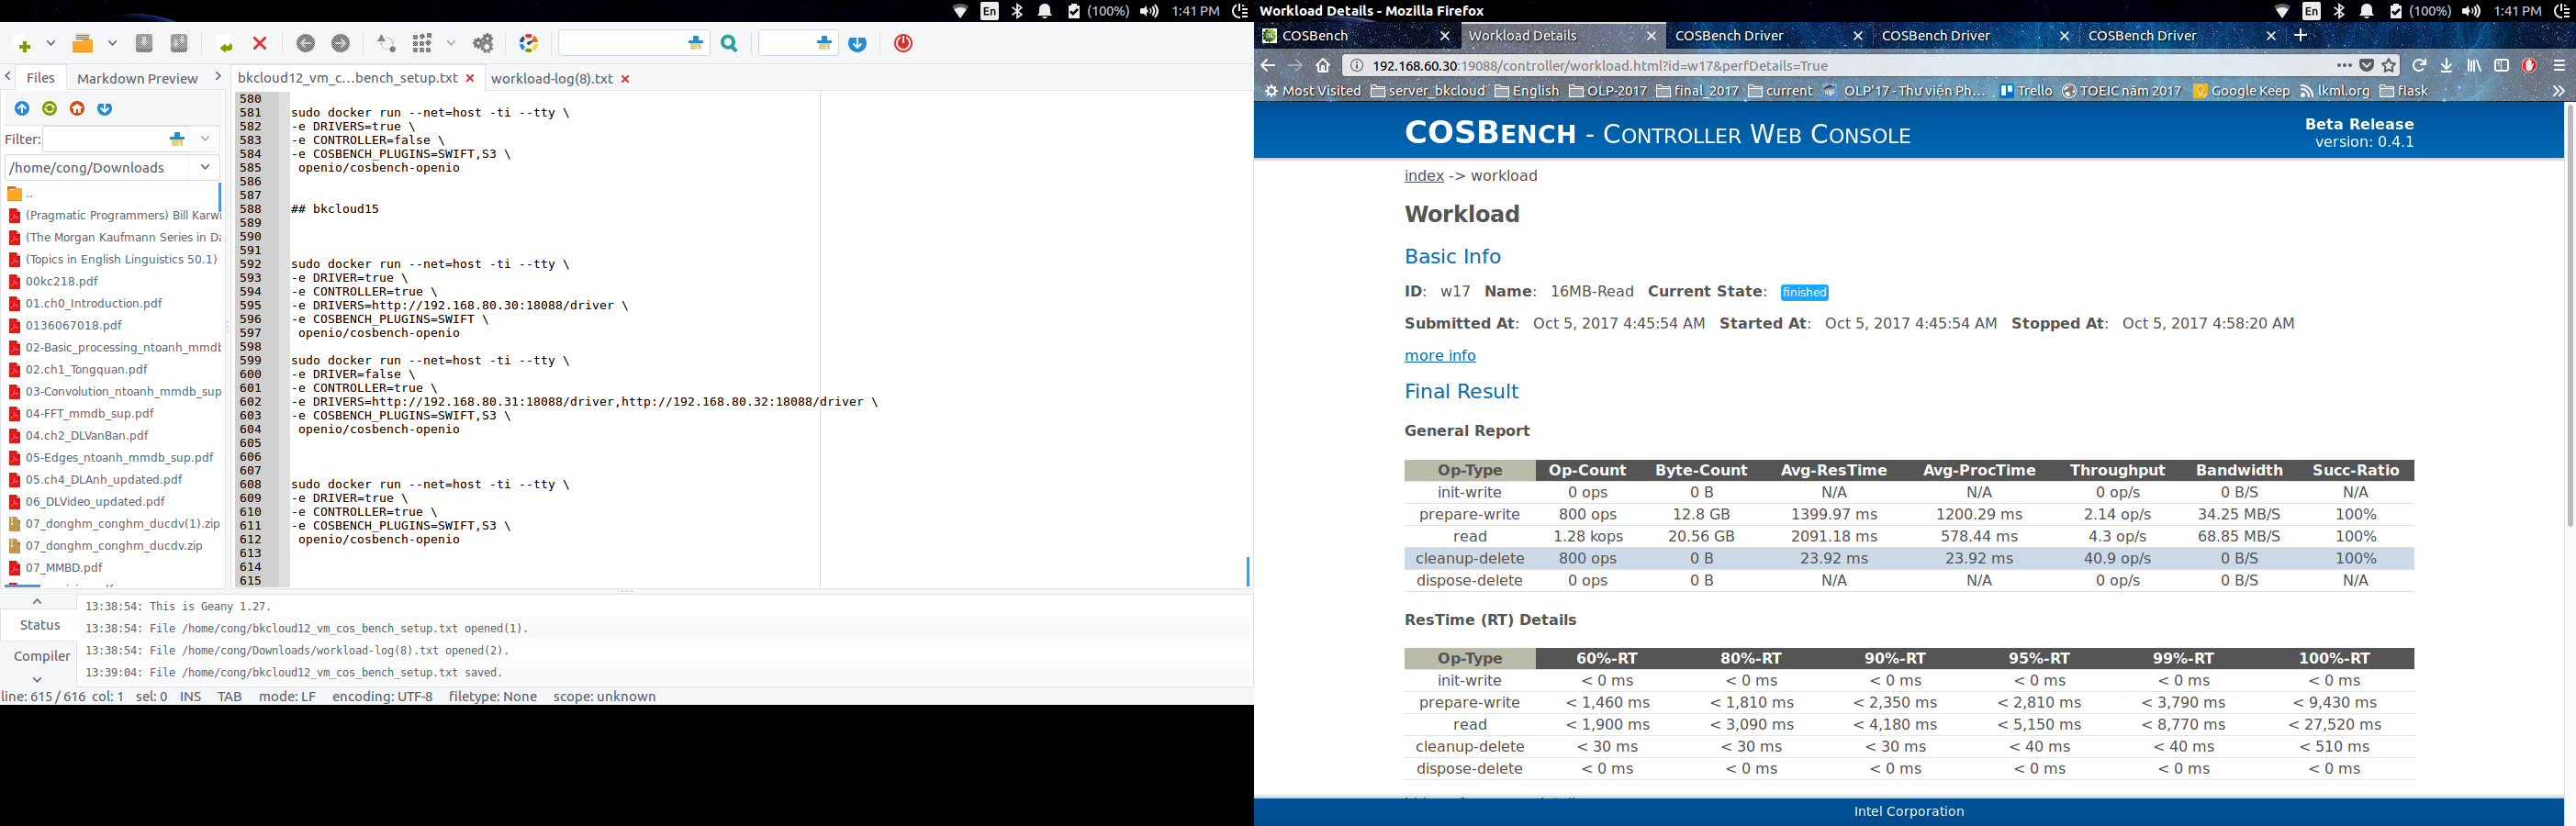 En (100%) 1:41 PM
Files Markdown Preview
bkcloud12_vm_c...bench_setup.txt workload-log(8).txt
Filter:
/home/cong/Downloads
..
(Pragmatic Programmers) Bill Karwi
(The Morgan Kaufmann Series in Da
(Topics in English Linguistics 50.1)
00kc218.pdf
01.ch0_Introduction.pdf
0136067018.pdf
02-Basic_processing_ntoanh_mmdb
02.ch1_Tongquan.pdf
03-Convolution_ntoanh_mmdb_sup
04-FFT_mmdb_sup.pdf
04.ch2_DLVanBan.pdf
05-Edges_ntoanh_mmdb_sup.pdf
05.ch4_DLAnh_updated.pdf
06_DLVideo_updated.pdf
07_donghm_conghm_ducdv(1).zip
07_donghm_conghm_ducdv.zip
07_MMBD.pdf
580
581 sudo docker run --net=host -ti --tty \
582 -e DRIVERS=true \
583 -e CONTROLLER=false \
584 -e COSBENCH_PLUGINS=SWIFT,S3 \
585 openio/cosbench-openio
586
587
588 ## bkcloud15
589
590
591
592 sudo docker run --net=host -ti --tty \
593 -e DRIVER=true \
594 -e CONTROLLER=true \
595 -e DRIVERS=http://192.168.80.30:18088/driver \
596 -e COSBENCH_PLUGINS=SWIFT \
597 openio/cosbench-openio
598
599 sudo docker run --net=host -ti --tty \
600 -e DRIVER=false \
601 -e CONTROLLER=true \
602 -e DRIVERS=http://192.168.80.31:18088/driver,http://192.168.80.32:18088/driver \
603 -e COSBENCH_PLUGINS=SWIFT,S3 \
604 openio/cosbench-openio
605
606
607
608 sudo docker run --net=host -ti --tty \
609 -e DRIVER=true \
610 -e CONTROLLER=true \
611 -e COSBENCH_PLUGINS=SWIFT,S3 \
612 openio/cosbench-openio
613
614
615
Status
Compiler
13:38:54: This is Geany 1.27.
13:38:54: File /home/cong/bkcloud12_vm_cos_bench_setup.txt opened(1).
13:38:54: File /home/cong/Downloads/workload-log(8).txt opened(2).
13:39:04: File /home/cong/bkcloud12_vm_cos_bench_setup.txt saved.
line: 615 / 616 col: 1 sel: 0 INS TAB mode: LF encoding: UTF-8 filetype: None scope: unknown
Workload Details - Mozilla Firefox En (100%) 1:41 PM
COSBench Workload Details COSBench Driver COSBench Driver COSBench Driver
192.168.60.30:19088/controller/workload.html?id=w17&perfDetails=True
Most Visited server_bkcloud English OLP-2017 final_2017 current OLP'17 - Thư viện Ph... Trello TOEIC năm 2017 Google Keep lkml.org flask
COSBENCH - CONTROLLER WEB CONSOLE
Beta Release
version: 0.4.1
index -> workload
Workload
Basic Info
ID: w17 Name: 16MB-Read Current State: finished
Submitted At: Oct 5, 2017 4:45:54 AM Started At: Oct 5, 2017 4:45:54 AM Stopped At: Oct 5, 2017 4:58:20 AM
more info
Final Result
General Report
Op-Type Op-Count Byte-Count Avg-ResTime Avg-ProcTime Throughput Bandwidth Succ-Ratio
init-write 0 ops 0 B N/A N/A 0 op/s 0 B/S N/A
prepare-write 800 ops 12.8 GB 1399.97 ms 1200.29 ms 2.14 op/s 34.25 MB/S 100%
read 1.28 kops 20.56 GB 2091.18 ms 578.44 ms 4.3 op/s 68.85 MB/S 100%
cleanup-delete 800 ops 0 B 23.92 ms 23.92 ms 40.9 op/s 0 B/S 100%
dispose-delete 0 ops 0 B N/A N/A 0 op/s 0 B/S N/A
ResTime (RT) Details
Op-Type 60%-RT 80%-RT 90%-RT 95%-RT 99%-RT 100%-RT
init-write < 0 ms < 0 ms < 0 ms < 0 ms < 0 ms < 0 ms
prepare-write < 1,460 ms < 1,810 ms < 2,350 ms < 2,810 ms < 3,790 ms < 9,430 ms
read < 1,900 ms < 3,090 ms < 4,180 ms < 5,150 ms < 8,770 ms < 27,520 ms
cleanup-delete < 30 ms < 30 ms < 30 ms < 40 ms < 40 ms < 510 ms
dispose-delete < 0 ms < 0 ms < 0 ms < 0 ms < 0 ms < 0 ms
Intel Corporation